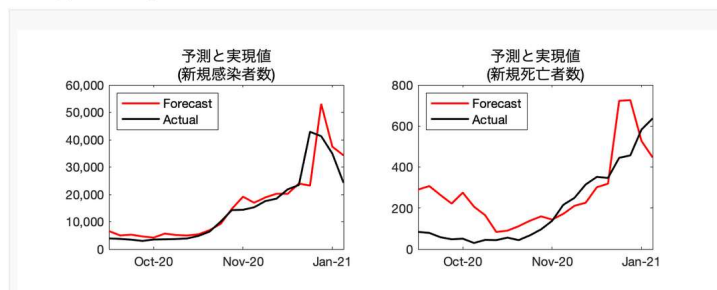 予測と実現値
(新規感染者数)
60,000
50,000
40,000
30,000
20,000
10,000
0
Forecast
Actual
Oct-20
Nov-20
Jan-21
予測と実現値
(新規死亡者数)
800
600
400
200
0
Forecast
Actual
Oct-20
Nov-20
Jan-21